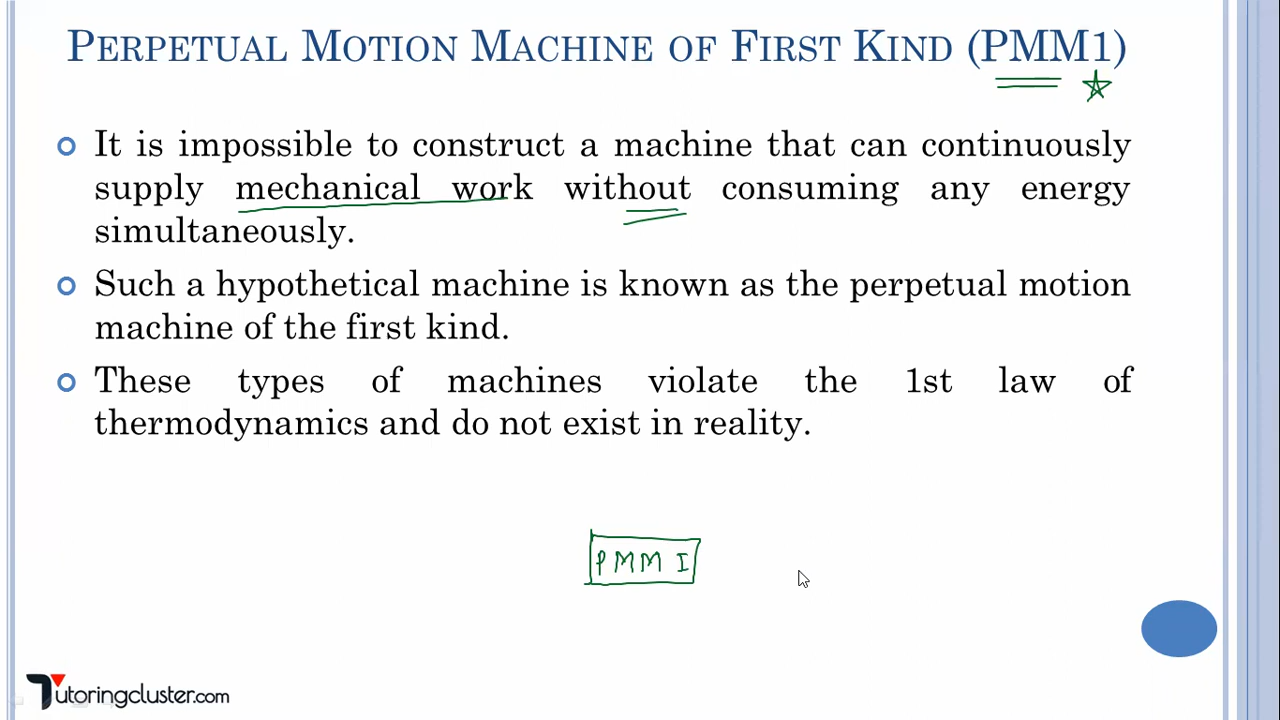 PERPETUAL MOTION MACHINE OF FIRST KIND (PMM1)
It is impossible to construct a machine that can continuously
supply mechanical work without consuming any energy
simultaneously.
Such a hypothetical machine is known as the perpetual motion
machine of the first kind.
These types of machines violate the 1st law of
thermodynamics and do not exist in reality.
PMM I
Tutoringcluster.com